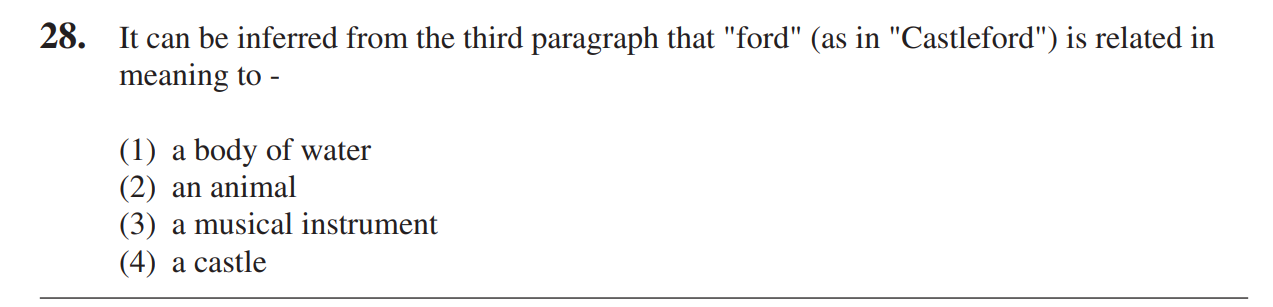 28. It can be inferred from the third paragraph that "ford" (as in "Castleford") is related in
meaning to -
(1) a body of water
(2) an animal
(3) a musical instrument
(4) a castle